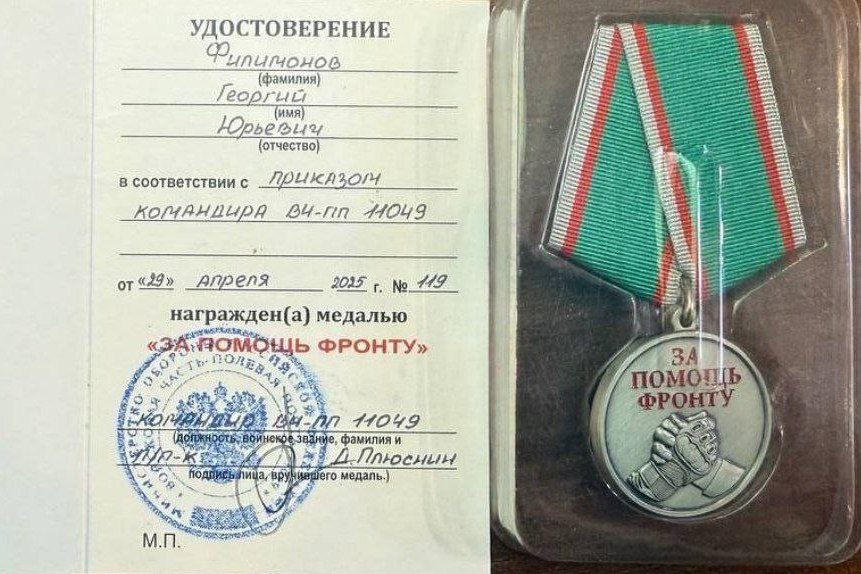 УДОСТОВЕРЕНИЕ
Филимонов
(фамилия)
Георгий
(имя)
Юрьевич
(отчество)
в соответствии с приказом
командира вч-пп 11049
от «29» апреля 2025 г. № 119
награжден(а) медалью
«ЗА ПОМОЩЬ ФРОНТУ»
командир вч-пп 11049
(должность, воинское звание, фамилия и
п/п-к Д.Плюснин
подпись лица, вручившего медаль.)
М.П.
ЗА
ПОМОЩЬ
ФРОНТУ